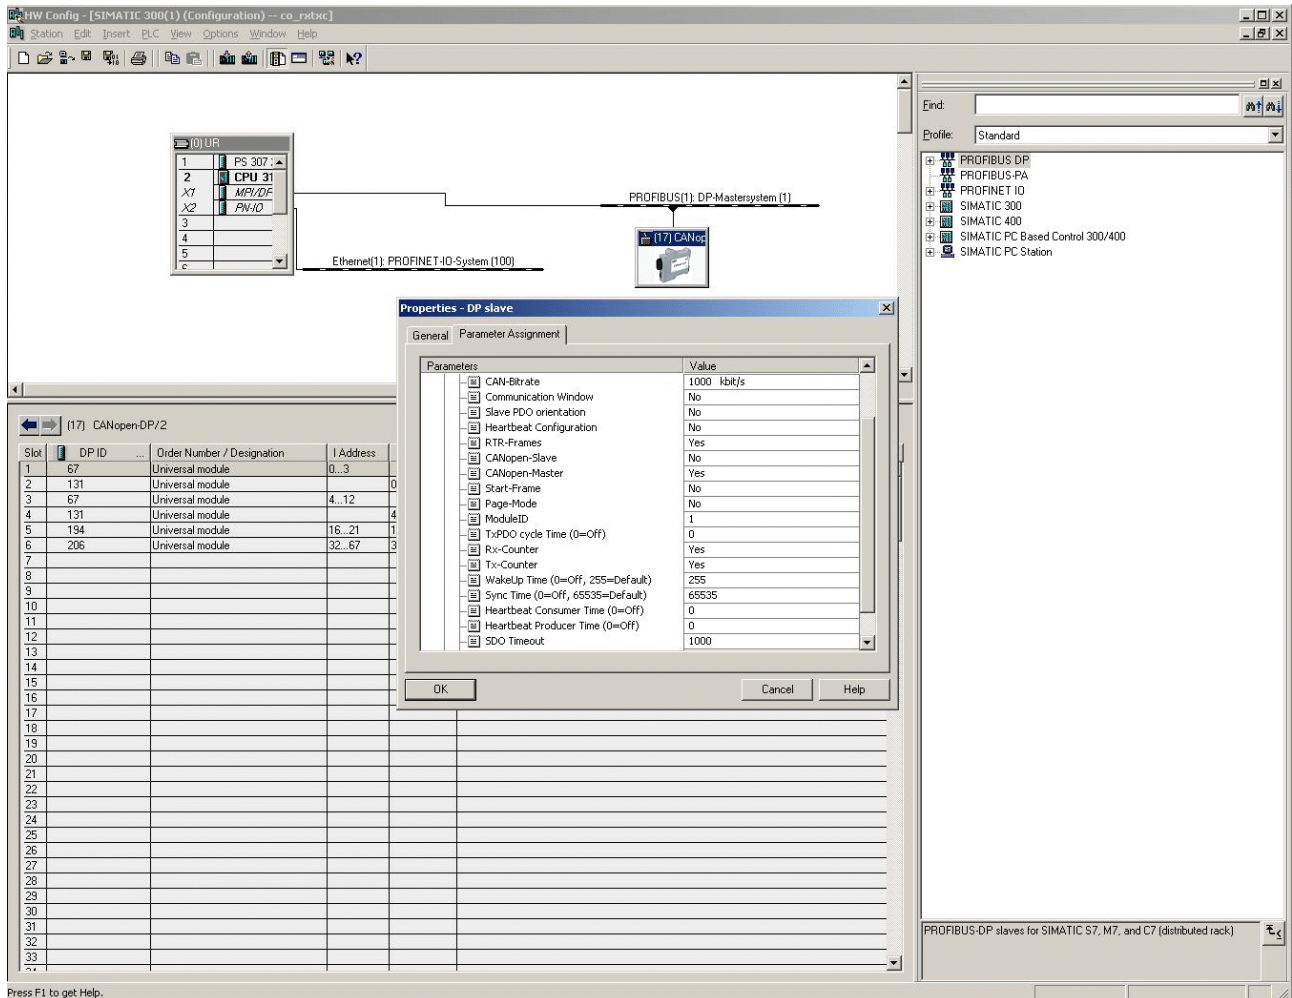 HW Config - [SIMATIC 300(1) (Configuration) -- co_rxtxc]
Station Edit Insert PLC View Options Window Help
(0) UR
1 PS 307
2 CPU 31
X1 MPI/DP
X2 PN-IO
3
4
5
PROFIBUS(1): DP-Mastersystem (1)
(17) CANop
Ethernet(1): PROFINET-IO-System (100)
Find:
Profile: Standard
PROFIBUS DP
PROFIBUS-PA
PROFINET IO
SIMATIC 300
SIMATIC 400
SIMATIC PC Based Control 300/400
SIMATIC PC Station
Properties - DP slave
General Parameter Assignment
Parameters Value
CAN-Bitrate 1000 kbit/s
Communication Window No
Slave PDO orientation No
Heartbeat Configuration No
RTR-Frames Yes
CANopen-Slave No
CANopen-Master Yes
Start-Frame No
Page-Mode No
ModuleID 1
TxPDO cycle Time (0=Off) 0
Rx-Counter Yes
Tx-Counter Yes
WakeUp Time (0=Off, 255=Default) 255
Sync Time (0=Off, 65535=Default) 65535
Heartbeat Consumer Time (0=Off) 0
Heartbeat Producer Time (0=Off) 0
SDO Timeout 1000
OK Cancel Help
(17) CANopen-DP/2
Slot DP ID ... Order Number / Designation I Address
1 67 Universal module 0...3
2 131 Universal module 0
3 67 Universal module 4...12
4 131 Universal module 4
5 194 Universal module 16...21 1
6 206 Universal module 32...67 3
7
8
9
10
11
12
13
14
15
16
17
18
19
20
21
22
23
24
25
26
27
28
29
30
31
32
33
PROFIBUS-DP slaves for SIMATIC S7, M7, and C7 (distributed rack)
Press F1 to get Help.